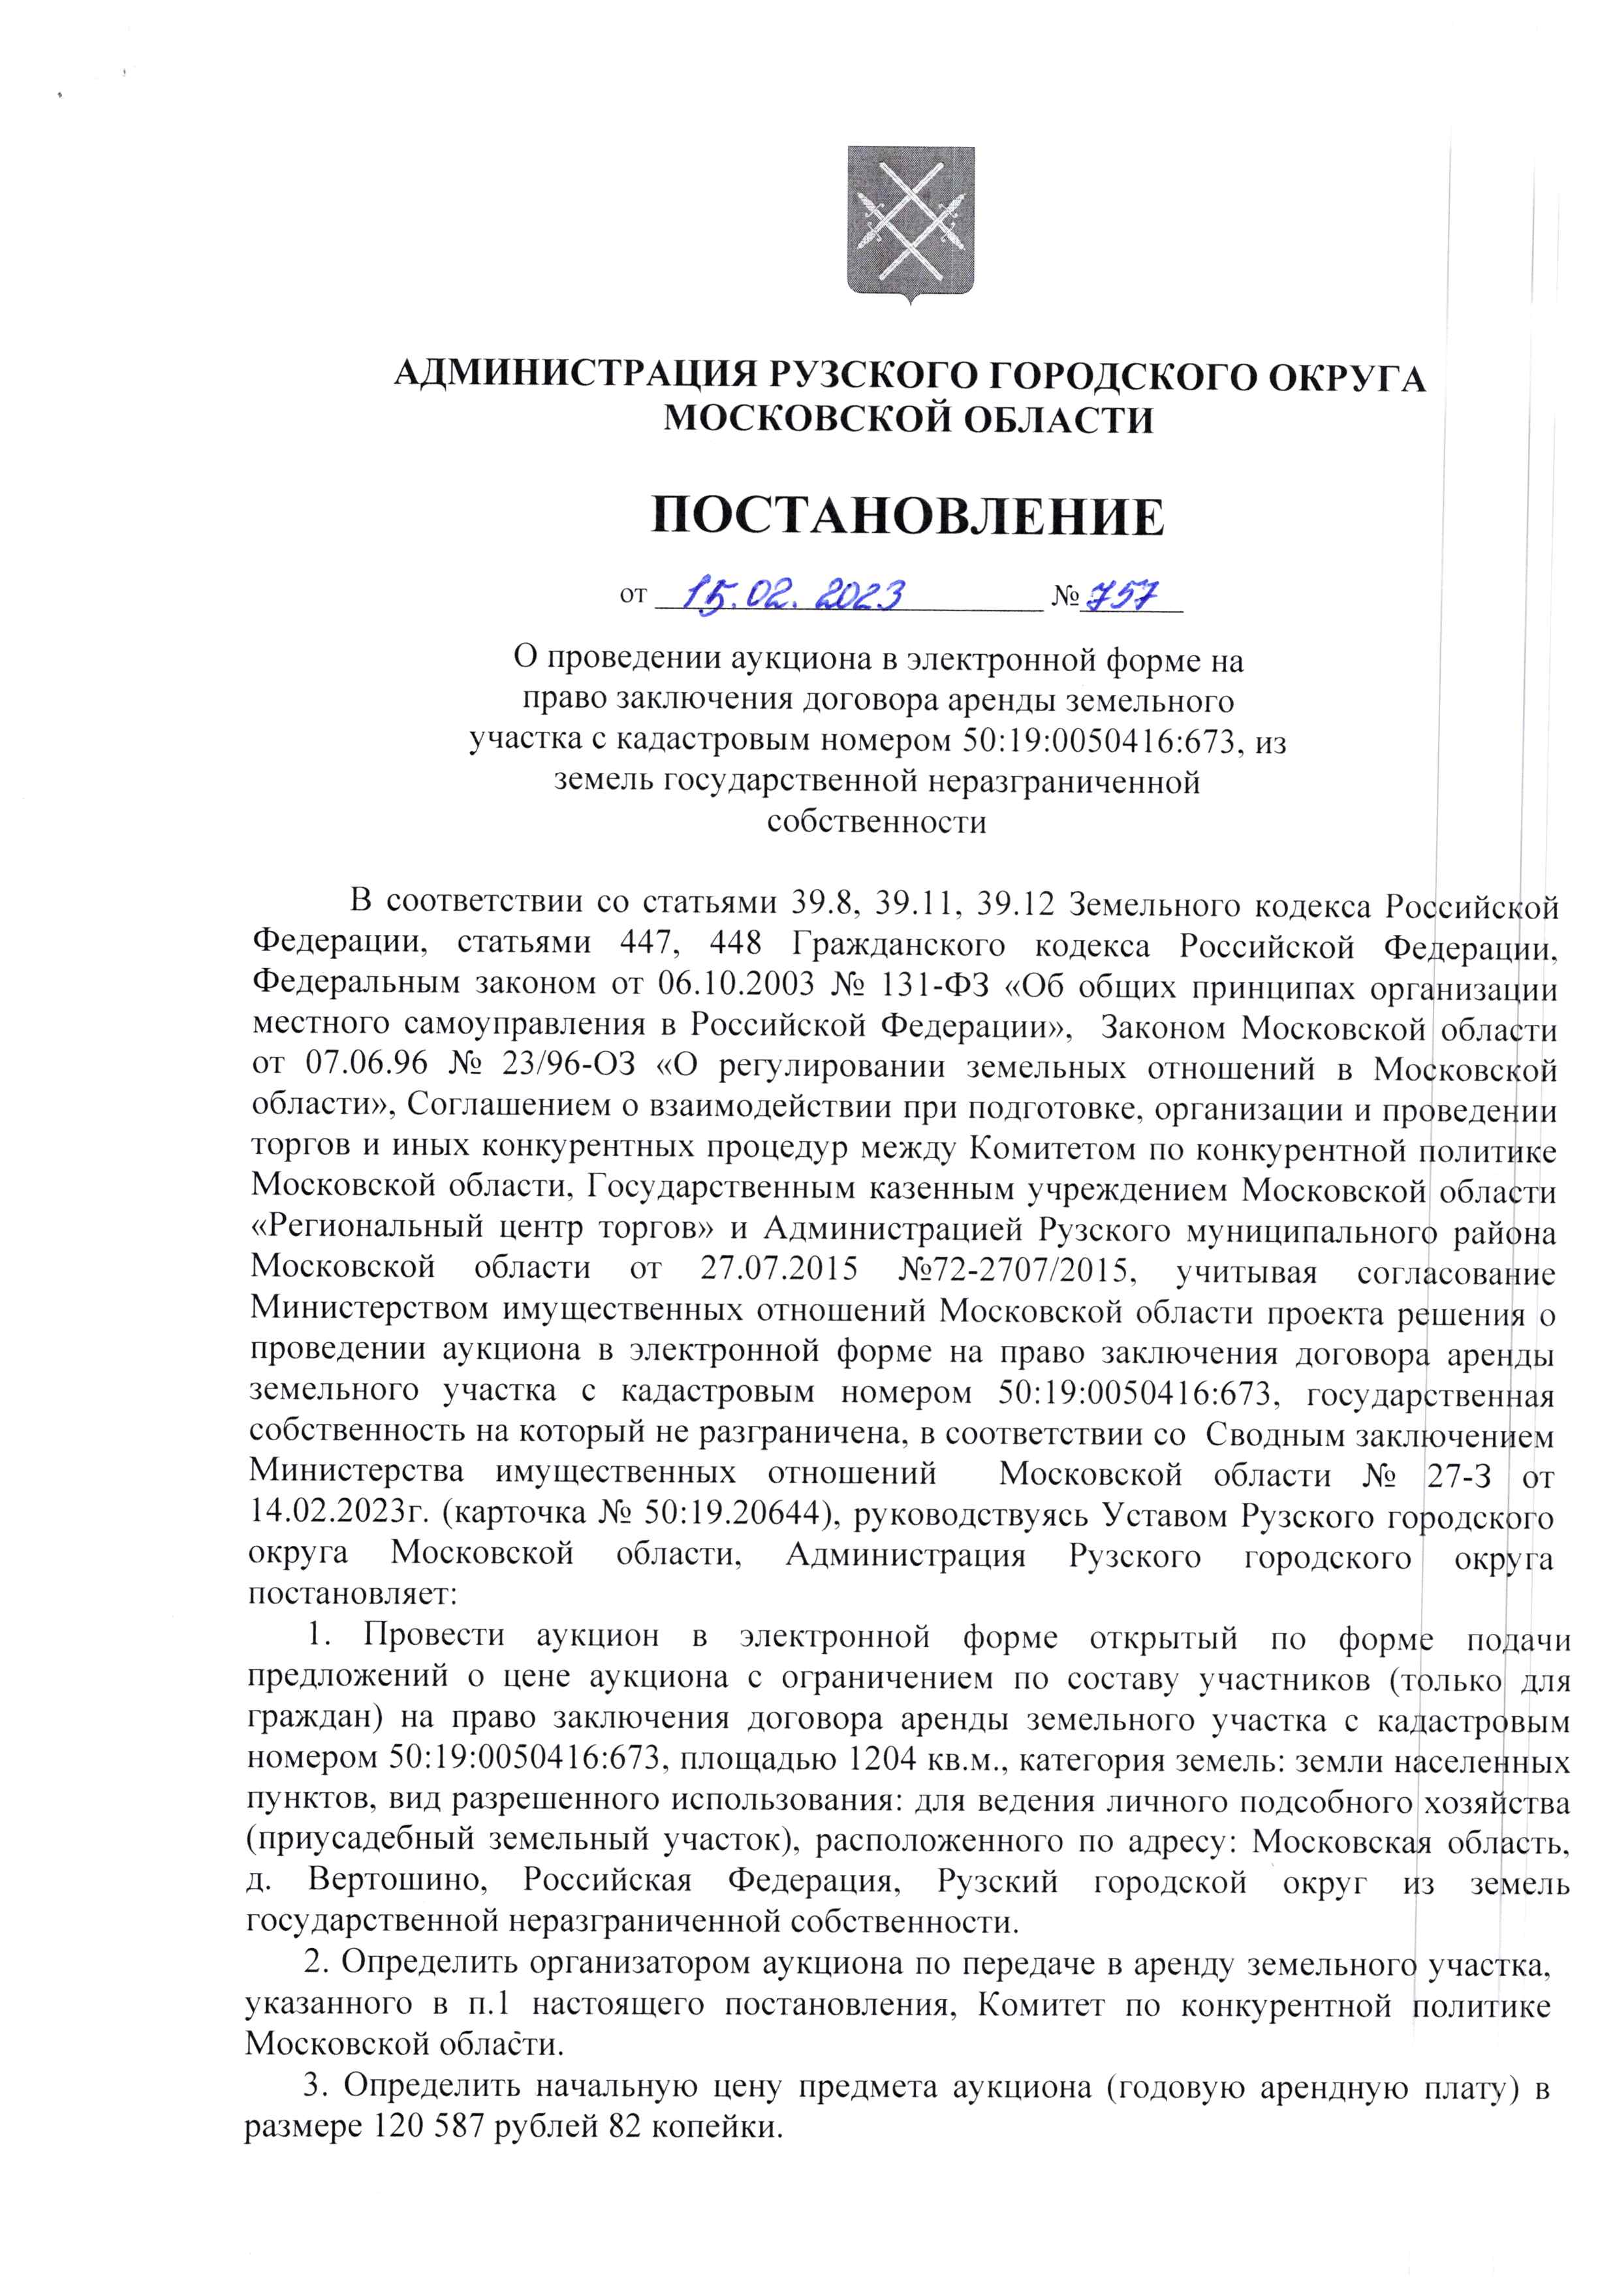 АДМИНИСТРАЦИЯ РУЗСКОГО ГОРОДСКОГО ОКРУГА
МОСКОВСКОЙ ОБЛАСТИ
ПОСТАНОВЛЕНИЕ
от 15.02.2023 № 757
О проведении аукциона в электронной форме на
право заключения договора аренды земельного
участка с кадастровым номером 50:19:0050416:673, из
земель государственной неразграниченной
собственности
В соответствии со статьями 39.8, 39.11, 39.12 Земельного кодекса Российской
Федерации, статьями 447, 448 Гражданского кодекса Российской Федерации,
Федеральным законом от 06.10.2003 № 131-ФЗ «Об общих принципах организации
местного самоуправления в Российской Федерации», Законом Московской области
от 07.06.96 № 23/96-ОЗ «О регулировании земельных отношений в Московской
области», Соглашением о взаимодействии при подготовке, организации и проведении
торгов и иных конкурентных процедур между Комитетом по конкурентной политике
Московской области, Государственным казенным учреждением Московской области
«Региональный центр торгов» и Администрацией Рузского муниципального района
Московской области от 27.07.2015 №72-2707/2015, учитывая согласование
Министерством имущественных отношений Московской области проекта решения о
проведении аукциона в электронной форме на право заключения договора аренды
земельного участка с кадастровым номером 50:19:0050416:673, государственная
собственность на который не разграничена, в соответствии со Сводным заключением
Министерства имущественных отношений Московской области № 27-З от
14.02.2023г. (карточка № 50:19.20644), руководствуясь Уставом Рузского городского
округа Московской области, Администрация Рузского городского округа
постановляет:
1. Провести аукцион в электронной форме открытый по форме подачи
предложений о цене аукциона с ограничением по составу участников (только для
граждан) на право заключения договора аренды земельного участка с кадастровым
номером 50:19:0050416:673, площадью 1204 кв.м., категория земель: земли населенных
пунктов, вид разрешенного использования: для ведения личного подсобного хозяйства
(приусадебный земельный участок), расположенного по адресу: Московская область,
д. Вертошино, Российская Федерация, Рузский городской округ из земель
государственной неразграниченной собственности.
2. Определить организатором аукциона по передаче в аренду земельного участка,
указанного в п.1 настоящего постановления, Комитет по конкурентной политике
Московской области.
3. Определить начальную цену предмета аукциона (годовую арендную плату) в
размере 120 587 рублей 82 копейки.